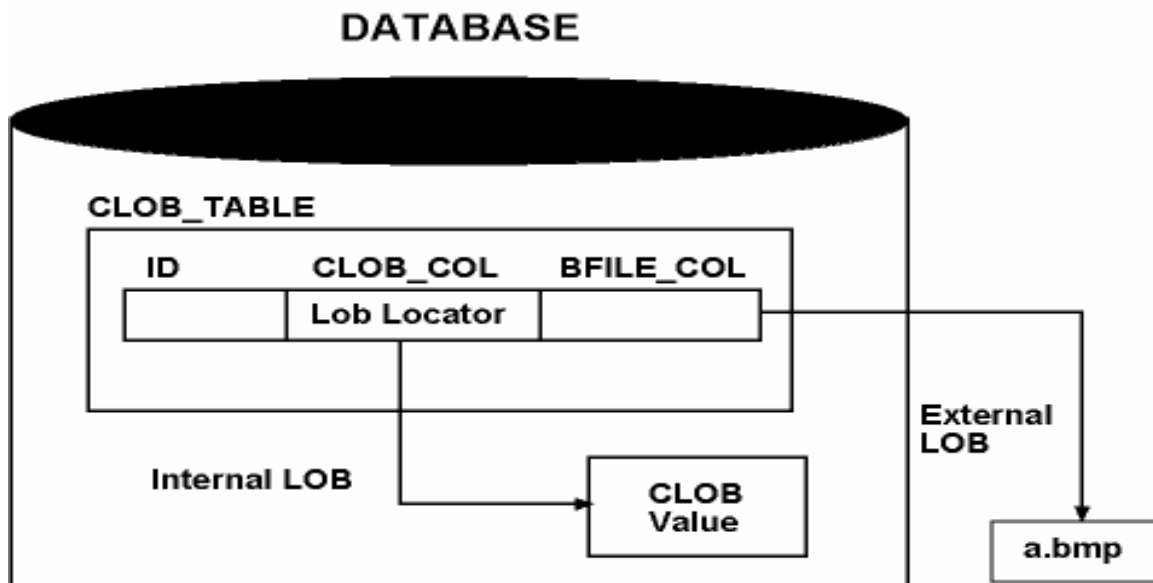 DATABASE
CLOB_TABLE
ID CLOB_COL BFILE_COL
Lob Locator
External
LOB
Internal LOB
CLOB
Value
a.bmp